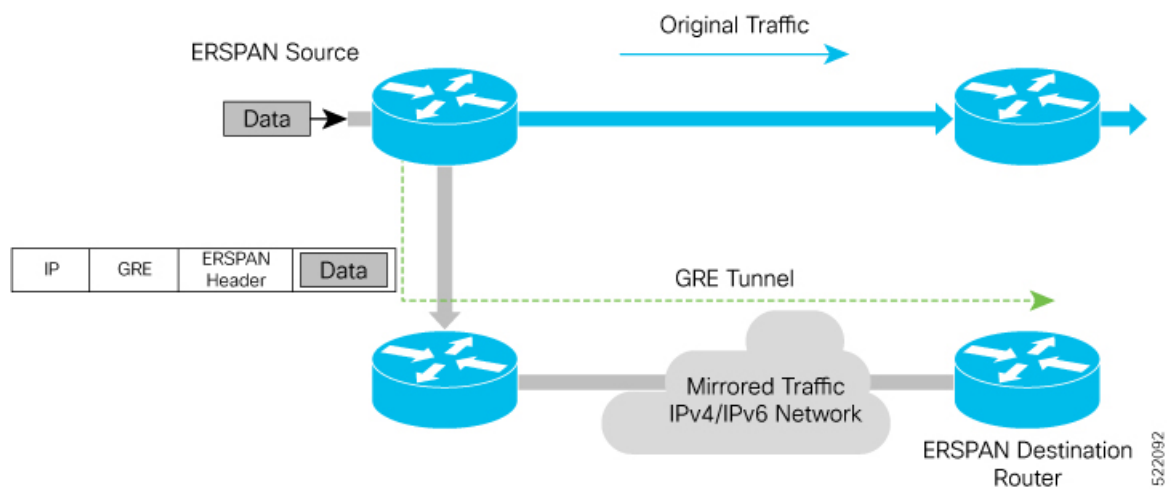 Original Traffic
ERSPAN Source
Data
IP
GRE
ERSPAN
Header
Data
GRE Tunnel
Mirrored Traffic
IPv4/IPv6 Network
ERSPAN Destination
Router
522092